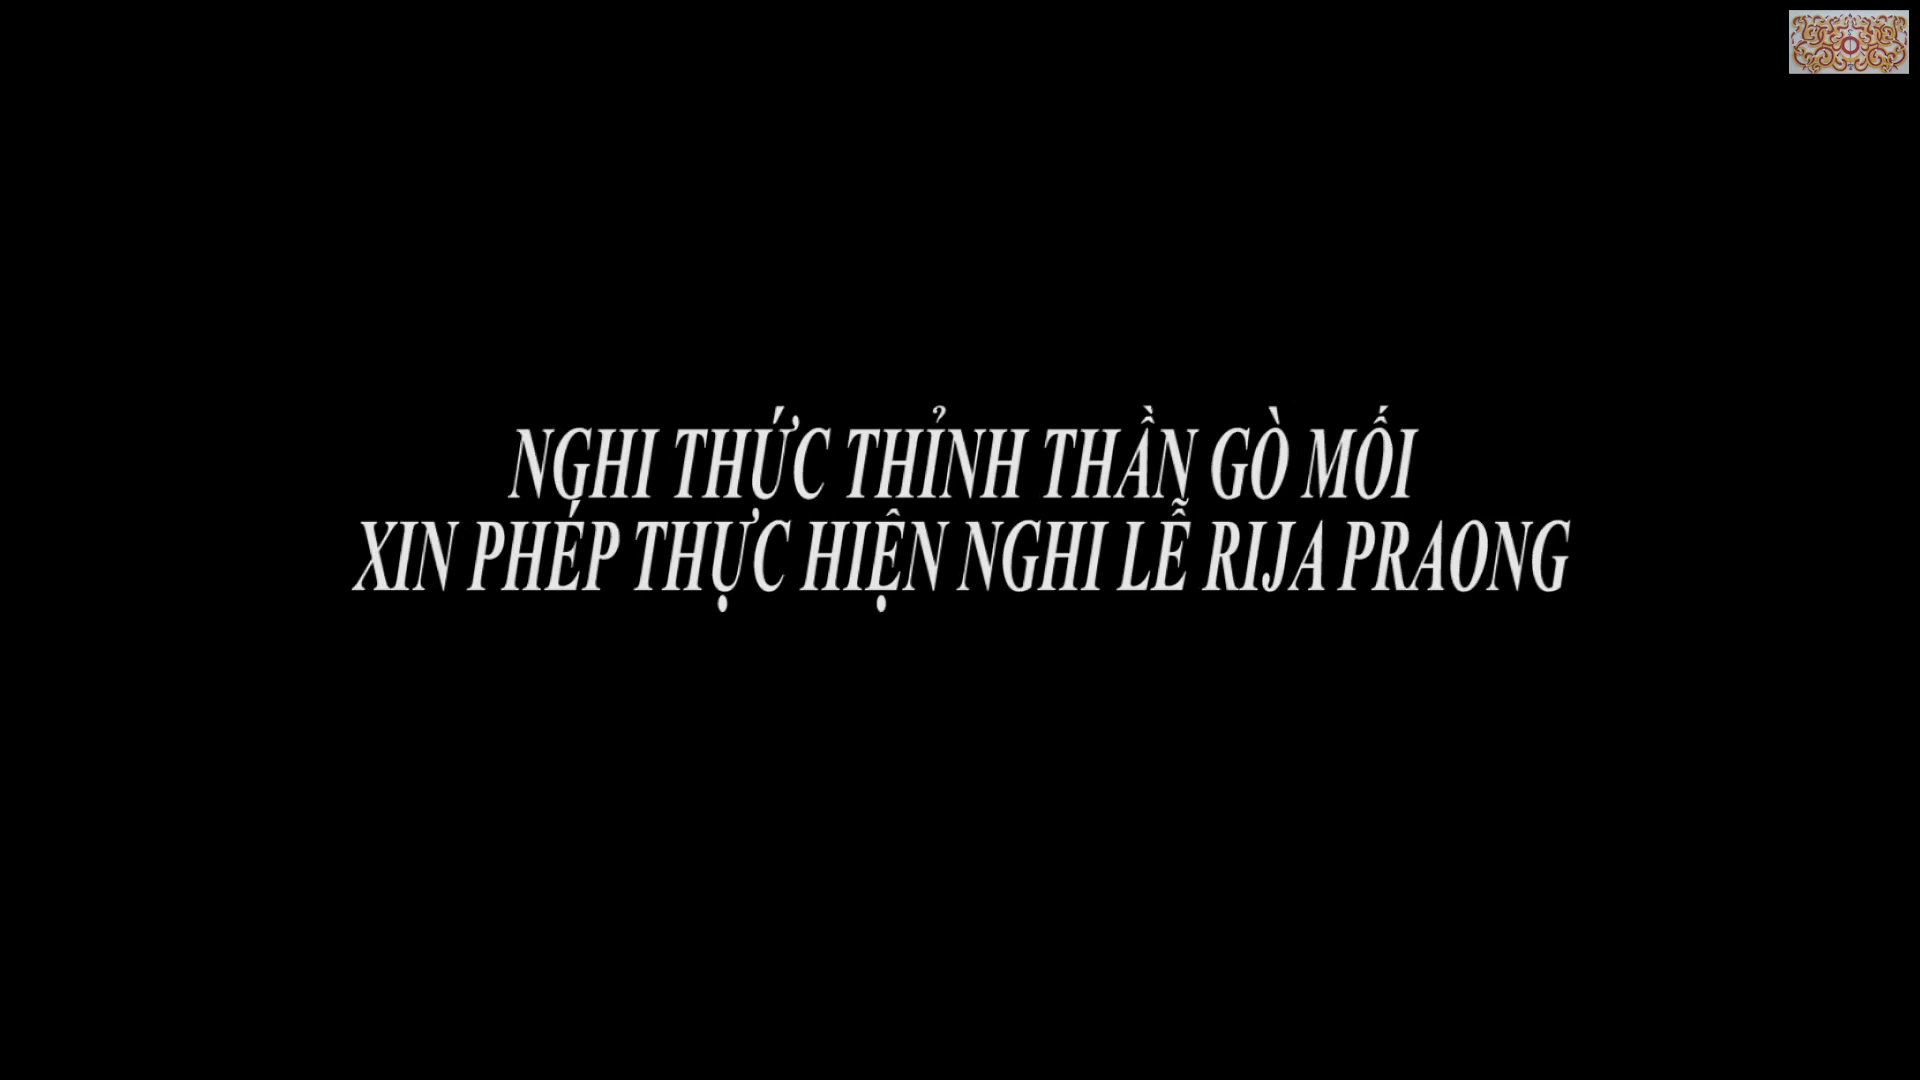 NGHI THỨC THỈNH THẦN GÒ MỐI
XIN PHÉP THỰC HIỆN NGHI LỄ RIJA PRAONG